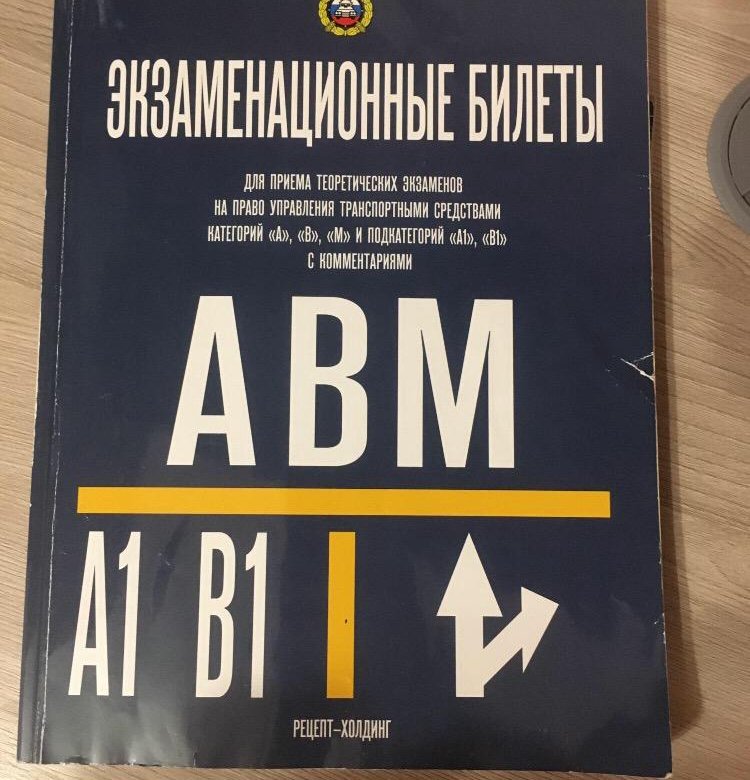 ЭКЗАМЕНАЦИОННЫЕ БИЛЕТЫ
ДЛЯ ПРИЕМА ТЕОРЕТИЧЕСКИХ ЭКЗАМЕНОВ
НА ПРАВО УПРАВЛЕНИЯ ТРАНСПОРТНЫМИ СРЕДСТВАМИ
КАТЕГОРИЙ «А», «В», «М» И ПОДКАТЕГОРИЙ «А1», «В1»
С КОММЕНТАРИЯМИ
А В М
А1 В1
РЕЦЕПТ–ХОЛДИНГ